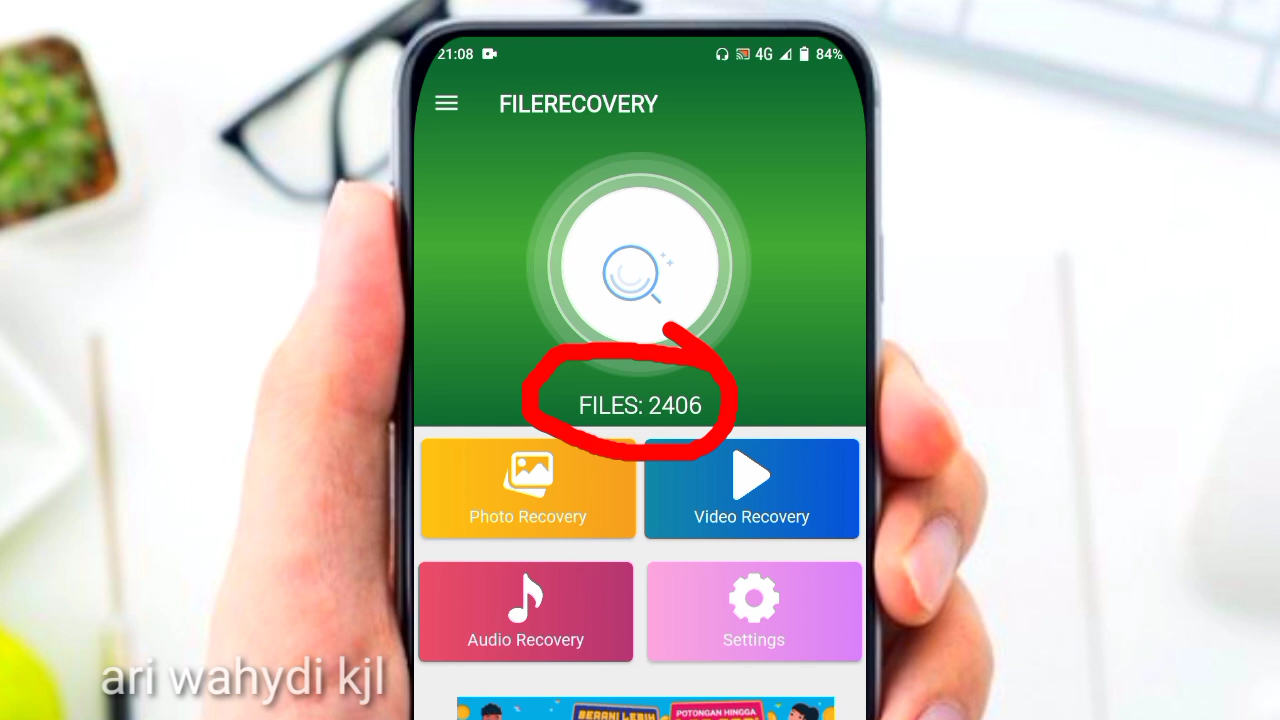 21:08 4G 84%
FILERECOVERY
FILES: 2406
Photo Recovery Video Recovery
Audio Recovery Settings
ari wahydi kjl
BERANI LEBIH POTONGAN HINGGA